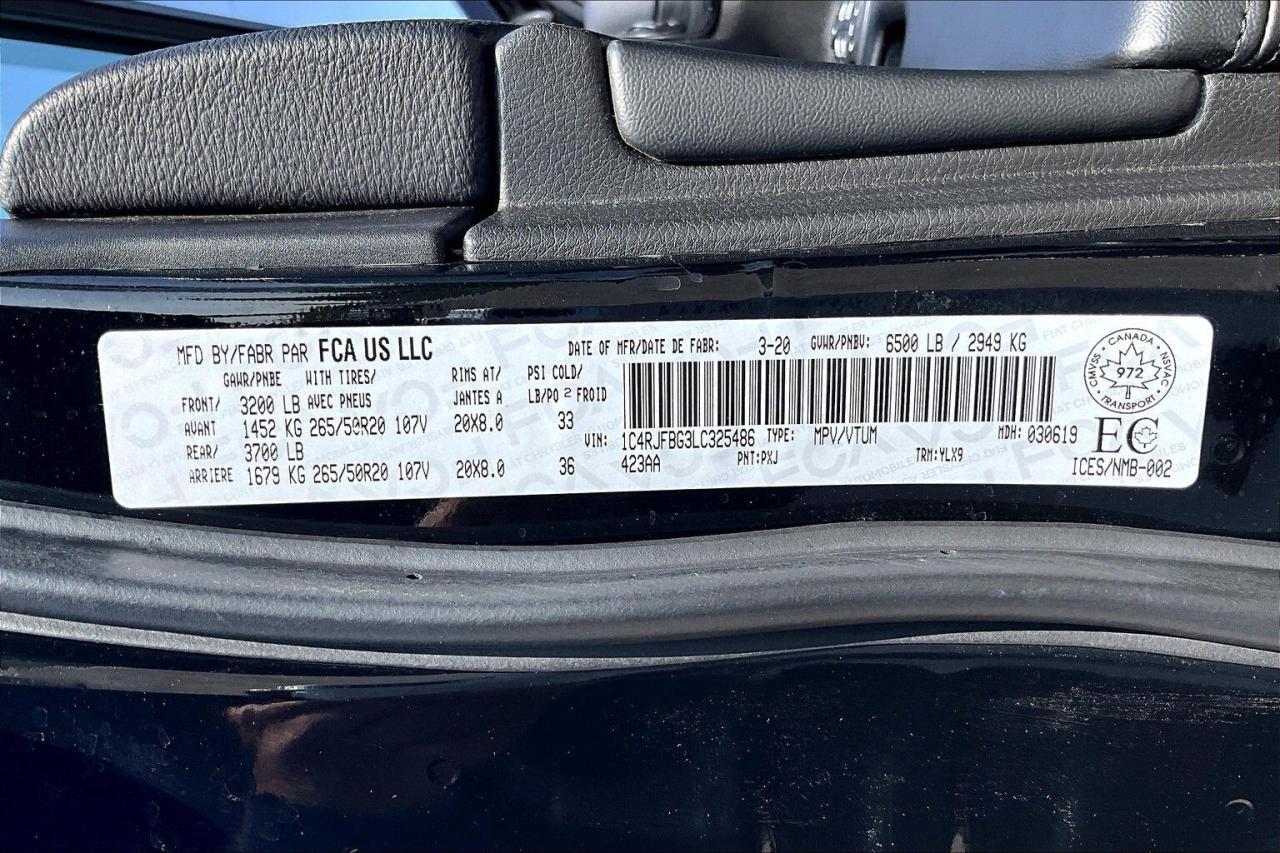 MFD BY/FABR PAR FCA US LLC DATE OF MFR/DATE DE FABR: 3-20 GVWR/PNBV: 6500 LB / 2949 KG
GAWR/PNBE WITH TIRES/ RIMS AT/ PSI COLD/
FRONT/ 3200 LB AVEC PNEUS JANTES A LB/PO 2 FROID
AVANT 1452 KG 265/50R20 107V 20X8.0 33
VIN: 1C4RJFBG3LC325486 TYPE: MPV/VTUM MDH: 030619
REAR/ 3700 LB
423AA PNT:PXJ TRM:YLX9
ARRIERE 1679 KG 265/50R20 107V 20X8.0 36
CANADA
CMVSS NSVAC
972
TRANSPORT
EC
ICES/NMB-002